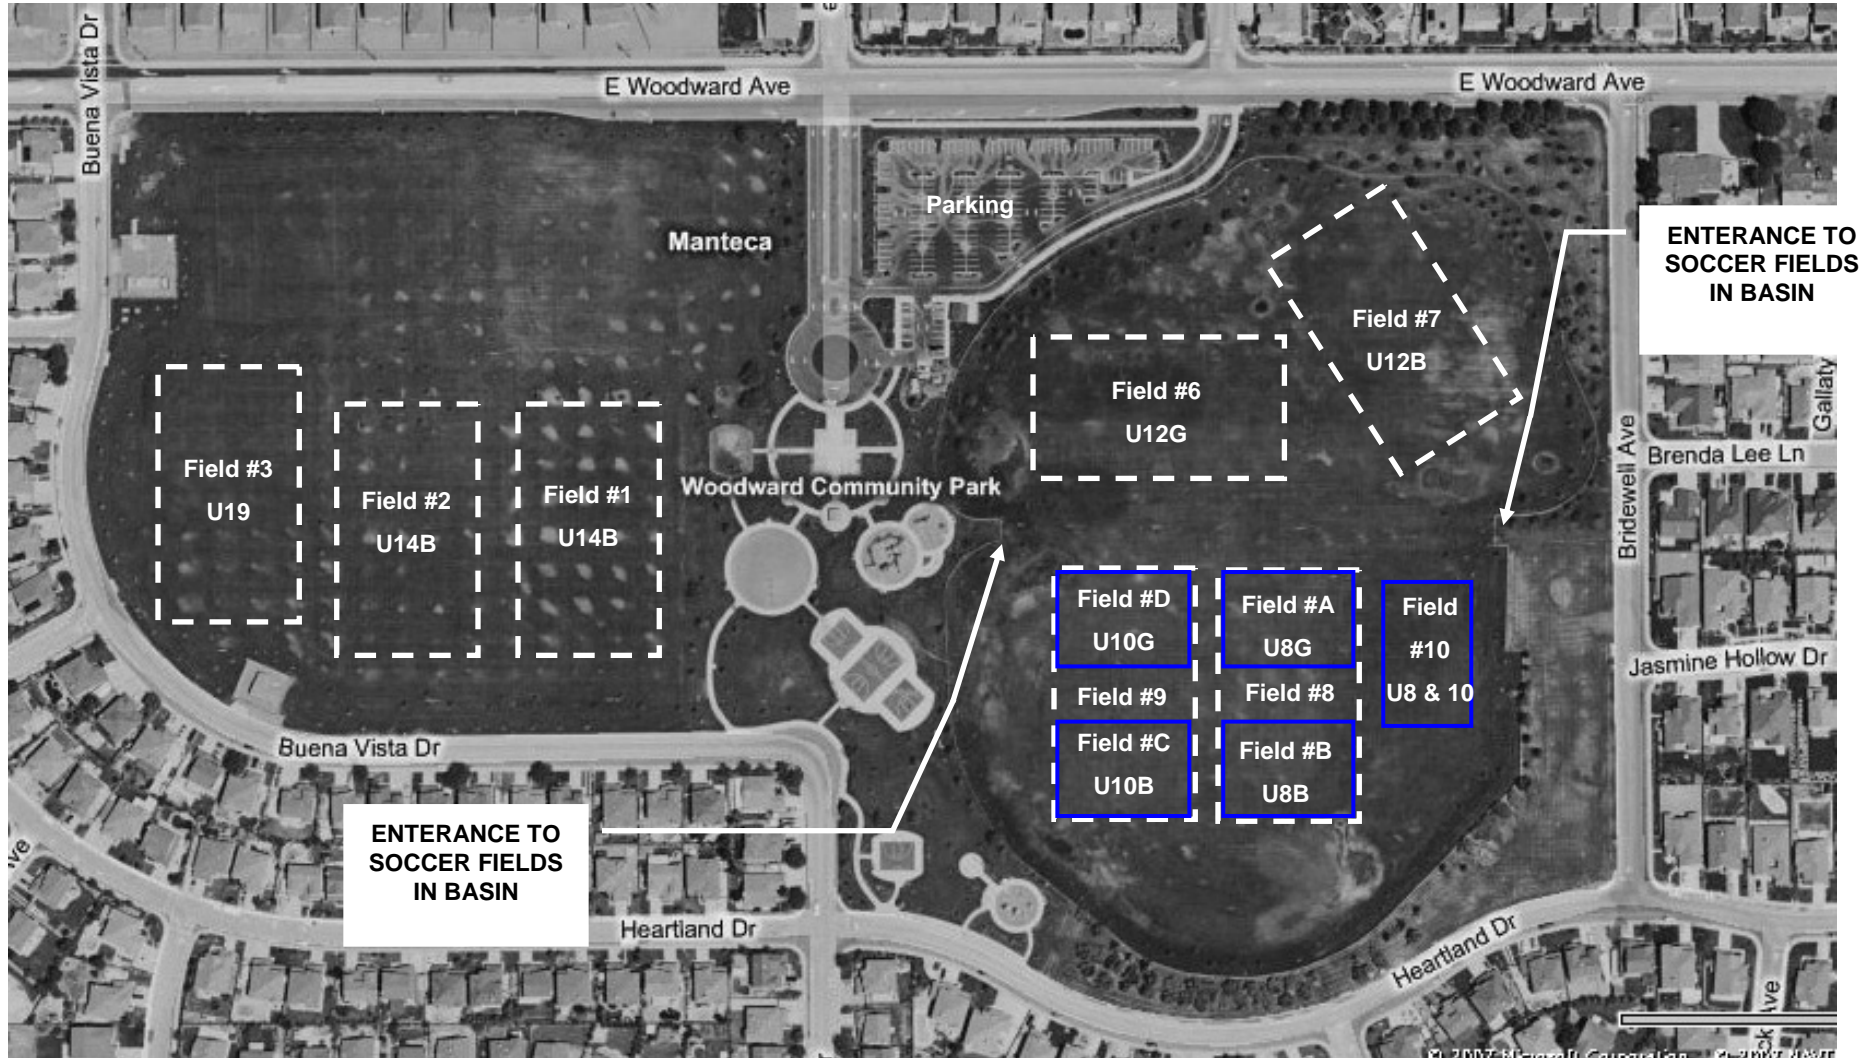 Buena Vista Dr
E Woodward Ave
E Woodward Ave
Parking
Manteca
ENTERANCE TO
SOCCER FIELDS
IN BASIN
Field #7
U12B
Field #6
U12G
Gallaty
Brenda Lee Ln
Bridewell Ave
Field #3
U19
Field #2
U14B
Field #1
U14B
Woodward Community Park
Field #D
U10G
Field #A
U8G
Field
#10
U8 & 10
Field #9
Field #8
Field #C
U10B
Field #B
U8B
Jasmine Hollow Dr
Buena Vista Dr
ENTERANCE TO
SOCCER FIELDS
IN BASIN
Heartland Dr
Heartland Dr
© 2007 Microsoft Corporation